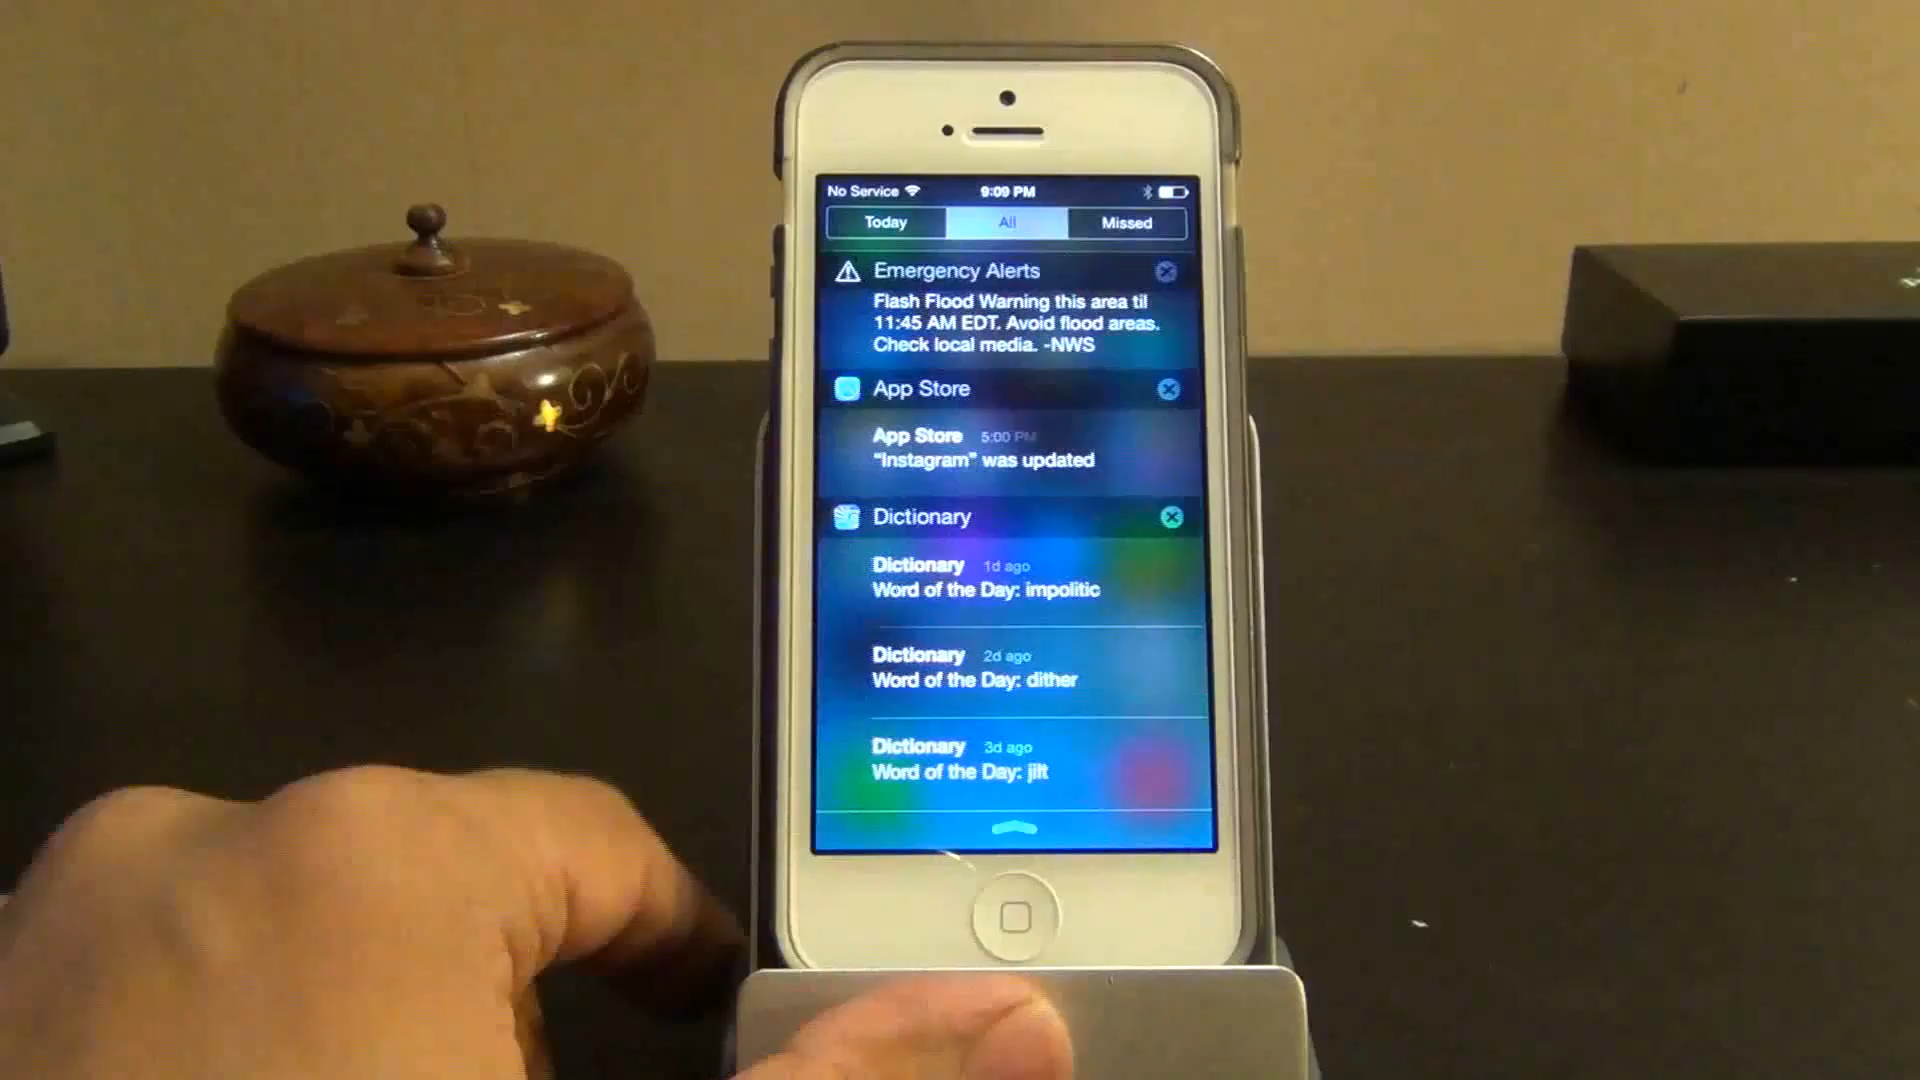 No Service 9:09 PM
Today All Missed
Emergency Alerts
Flash Flood Warning this area til
11:45 AM EDT. Avoid flood areas.
Check local media. -NWS
App Store
App Store 5:00 PM
“Instagram” was updated
Dictionary
Dictionary 1d ago
Word of the Day: impolitic
Dictionary 2d ago
Word of the Day: dither
Dictionary 3d ago
Word of the Day: jilt